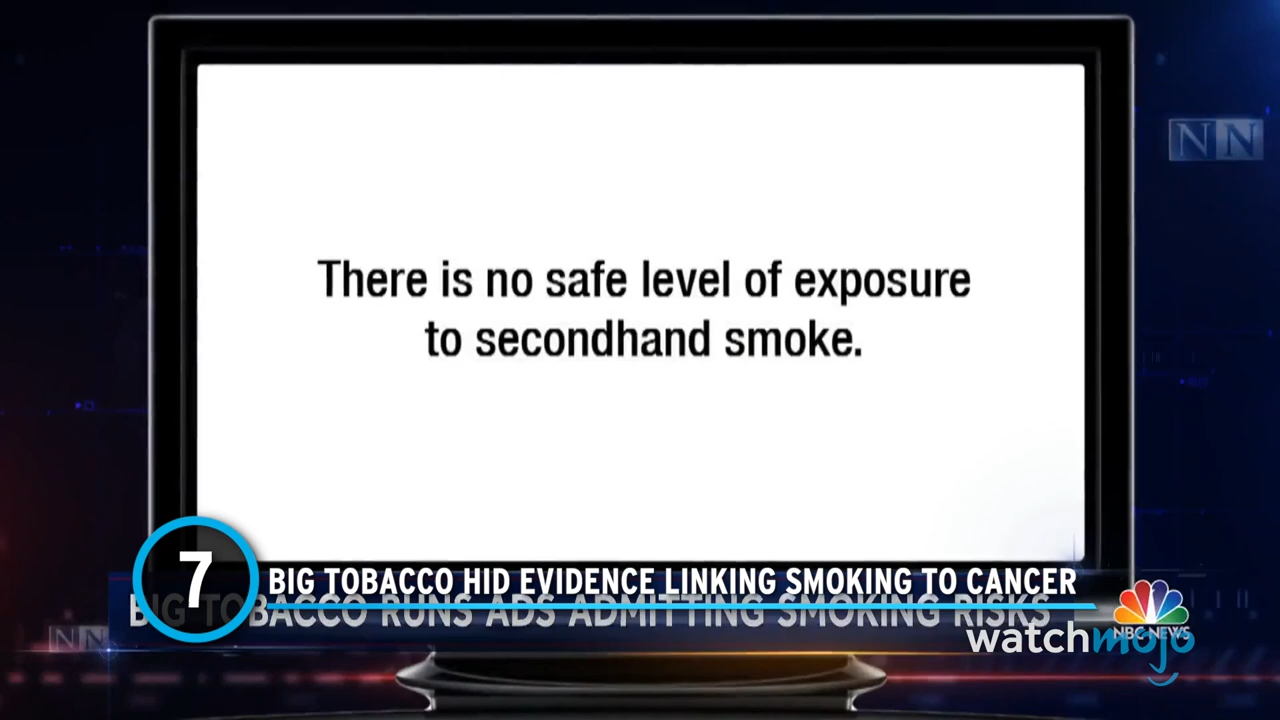 NN
There is no safe level of exposure
to secondhand smoke.
7
BIG TOBACCO HID EVIDENCE LINKING SMOKING TO CANCER
BIG TOBACCO RUNS ADS ADMITTING SMOKING RISKS
NN
NBC NEWS
watchmojo